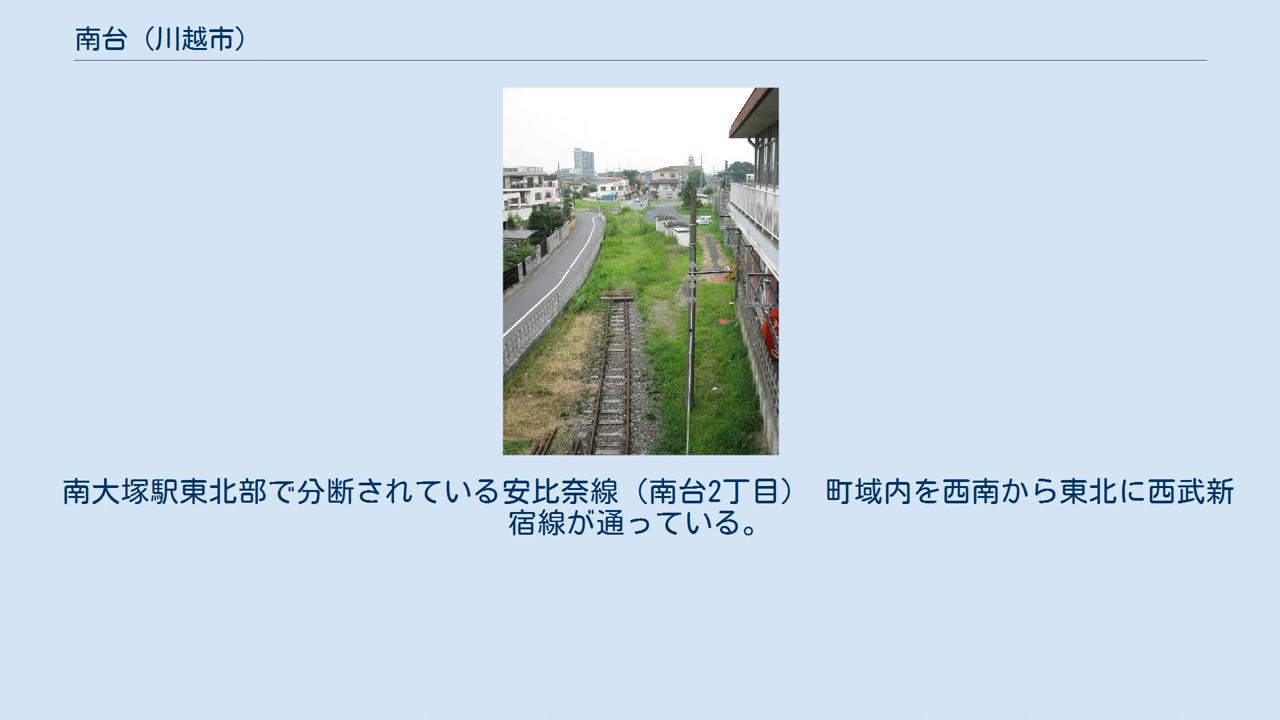 南台（川越市）
南大塚駅東北部で分断されている安比奈線（南台2丁目） 町域内を西南から東北に西武新
宿線が通っている。